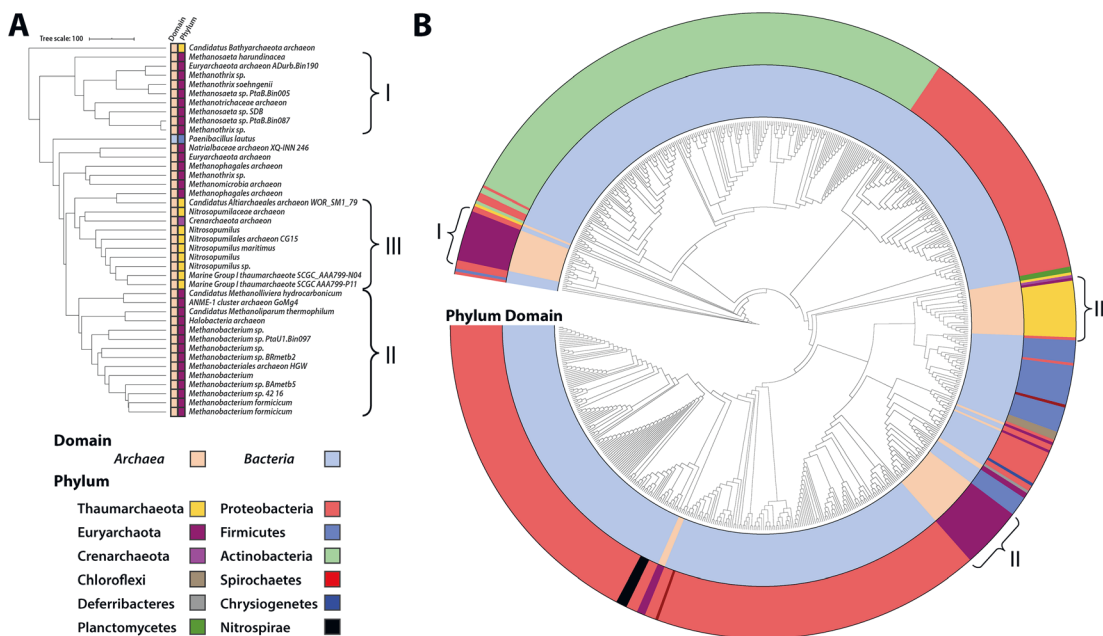 A
B
Tree scale: 100
Domain
Phylum
Candidatus Bathyarchaeota archaeon
Methanosaeta harundinacea
Euryarchaeota archaeon ADurb.Bin190
Methanothrix sp.
Methanothrix soehngenii
Methanosaeta sp. PtaB.Bin005
Methanotrichaceae archaeon
Methanosaeta sp. SDB
Methanosaeta sp. PtaB.Bin087
Methanothrix sp.
Paenibacillus lautus
Natrialbaceae archaeon XQ-INN 246
Euryarchaeota archaeon
Methanophagales archaeon
Methanothrix sp.
Methanomicrobia archaeon
Methanophagales archaeon
Candidatus Altiarchaeales archaeon WOR_SM1_79
Nitrosopumilaceae archaeon
Crenarchaeota archaeon
Nitrosopumilus
Nitrosopumilales archaeon CG15
Nitrosopumilus maritimus
Nitrosopumilus
Nitrosopumilus sp.
Marine Group I thaumarchaeote SCGC_AAA799-N04
Marine Group I thaumarchaeote SCGC_AAA799-P11
Candidatus Methanolliviera hydrocarbonicum
ANME-1 cluster archaeon GoMg4
Candidatus Methanoliparum thermophilum
Halobacteria archaeon
Methanobacterium sp.
Methanobacterium sp. PtaU1.Bin097
Methanobacterium sp.
Methanobacterium sp. BRmetb2
Methanobacteriales archaeon HGW
Methanobacterium
Methanobacterium sp. BAmetb5
Methanobacterium sp. 42 16
Methanobacterium formicicum
Methanobacterium formicicum
I
III
II
Domain
Archaea
Bacteria
Phylum
Thaumarchaeota
Proteobacteria
Euryarchaota
Firmicutes
Crenarchaeota
Actinobacteria
Chloroflexi
Spirochaetes
Deferribacteres
Chrysiogenetes
Planctomycetes
Nitrospirae
I
Phylum Domain
II
II